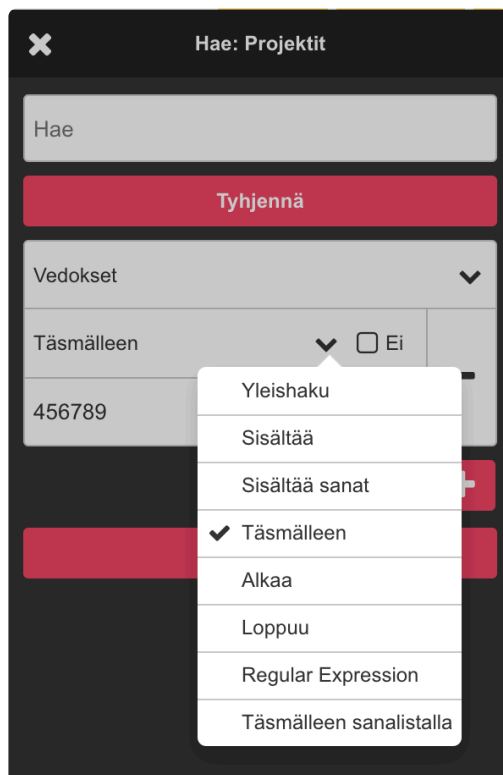 Hae: Projektit
Hae
Tyhjennä
Vedokset
Täsmälleen
Ei
456789
Yleishaku
Sisältää
Sisältää sanat
Täsmälleen
Alkaa
Loppuu
Regular Expression
Täsmälleen sanalistalla